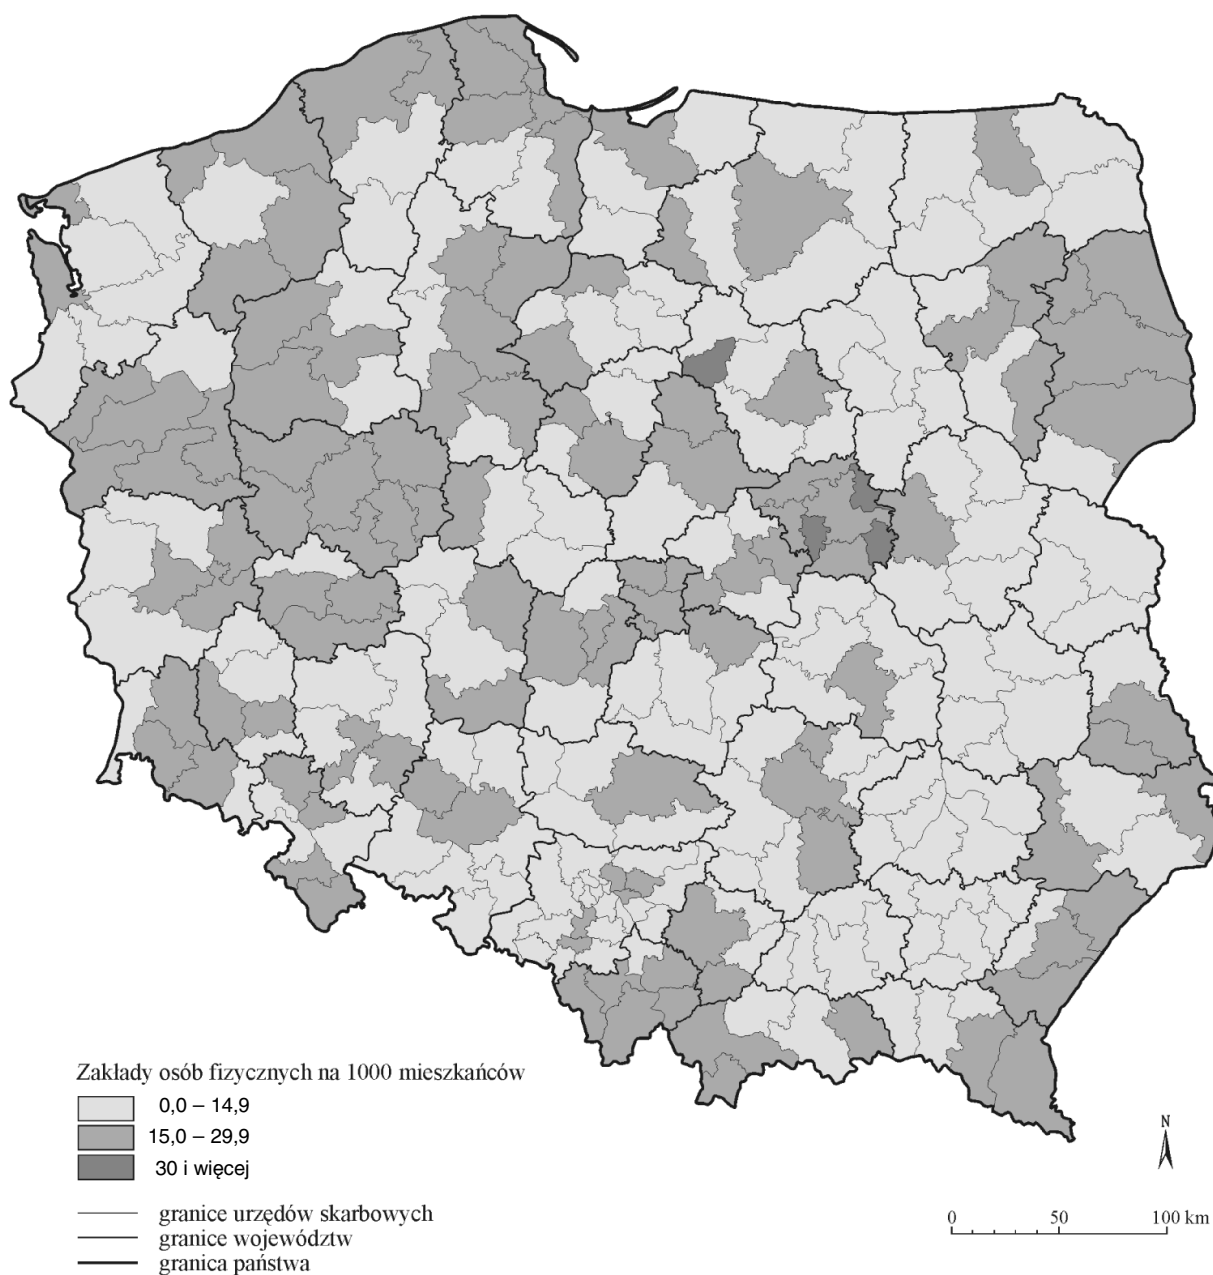 Zakłady osób fizycznych na 1000 mieszkańców
0,0 – 14,9
15,0 – 29,9
30 i więcej
granice urzędów skarbowych
granice województw
granica państwa
N
0 50 100 km